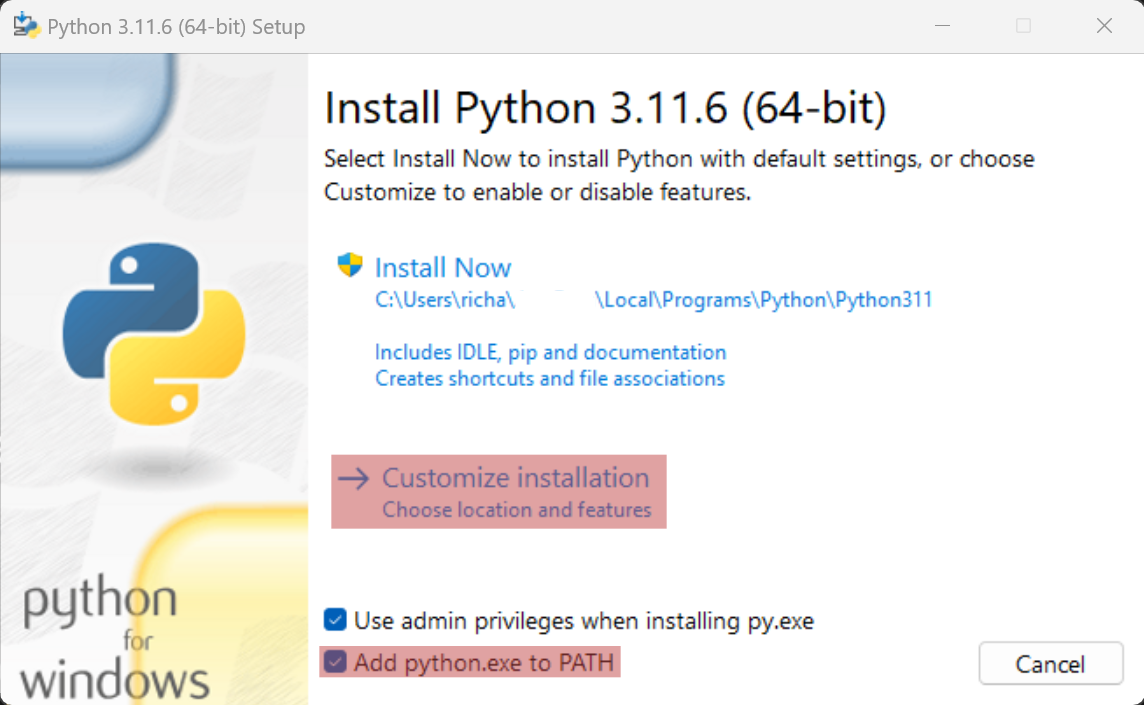 Python 3.11.6 (64-bit) Setup
Install Python 3.11.6 (64-bit)
Select Install Now to install Python with default settings, or choose
Customize to enable or disable features.
Install Now
C:\Users\richa\ \Local\Programs\Python\Python311
Includes IDLE, pip and documentation
Creates shortcuts and file associations
→ Customize installation
Choose location and features
Use admin privileges when installing py.exe
Add python.exe to PATH
Cancel
python
for
windows